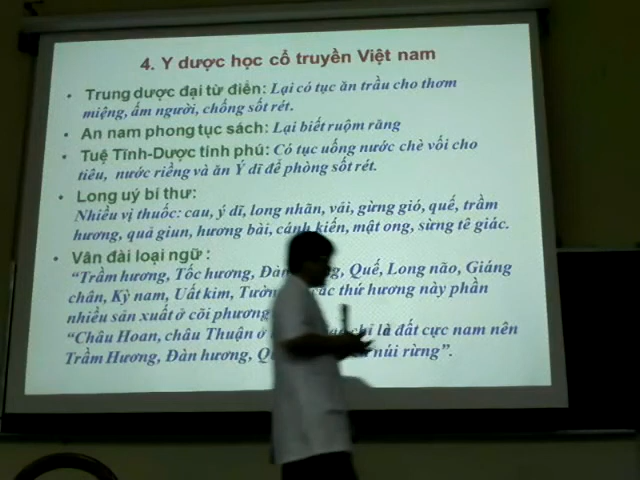 4. Y dược học cổ truyền Việt nam
• Trung dược đại từ điển: Lại có tục ăn trầu cho thơm
miệng, ấm người, chống sốt rét.
• An nam phong tục sách: Lại biết ruộm răng
• Tuệ Tĩnh-Dược tính phú: Có tục uống nước chè vối cho
tiêu, nước riềng và ăn Ý dĩ để phòng sốt rét.
• Long uý bí thư:
Nhiều vị thuốc: cau, ý dĩ, long nhãn, vải, gừng gió, quế, trầm
hương, quả giun, hương bài, cánh kiến, mật ong, sừng tê giác.
• Vân đài loại ngữ :
“Trầm hương, Tốc hương, Quế, Long não, Giáng
chân, Kỳ nam, Uất kim, các thứ hương này phần
nhiều sản xuất ở cõi phương
“Châu Hoan, châu Thuận ở chỉ là đất cực nam nên
Trầm Hương, Đàn hương, núi rừng”.